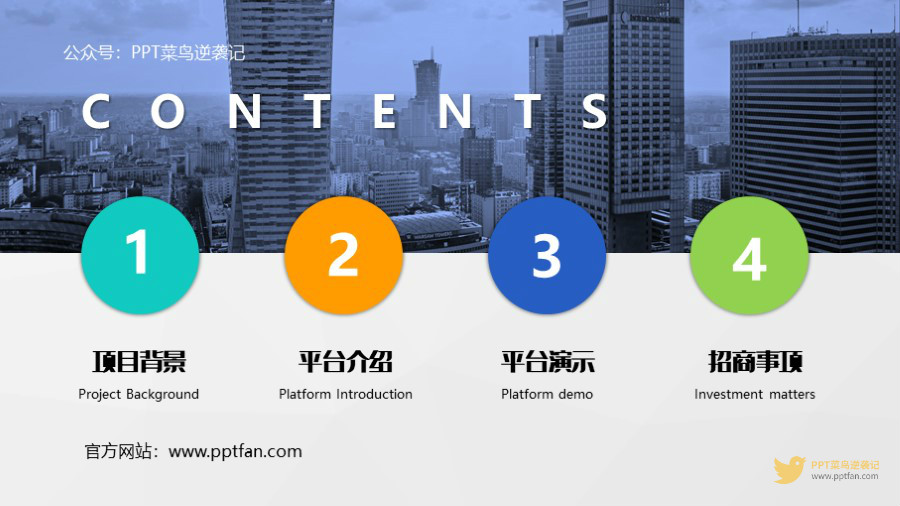 公众号：PPT菜鸟逆袭记
CONTENTS
1
2
3
4
项目背景
平台介绍
平台演示
招商事项
Project Background
Platform Introduction
Platform demo
Investment matters
官方网站：www.pptfan.com
PPT菜鸟逆袭记
www.pptfan.com